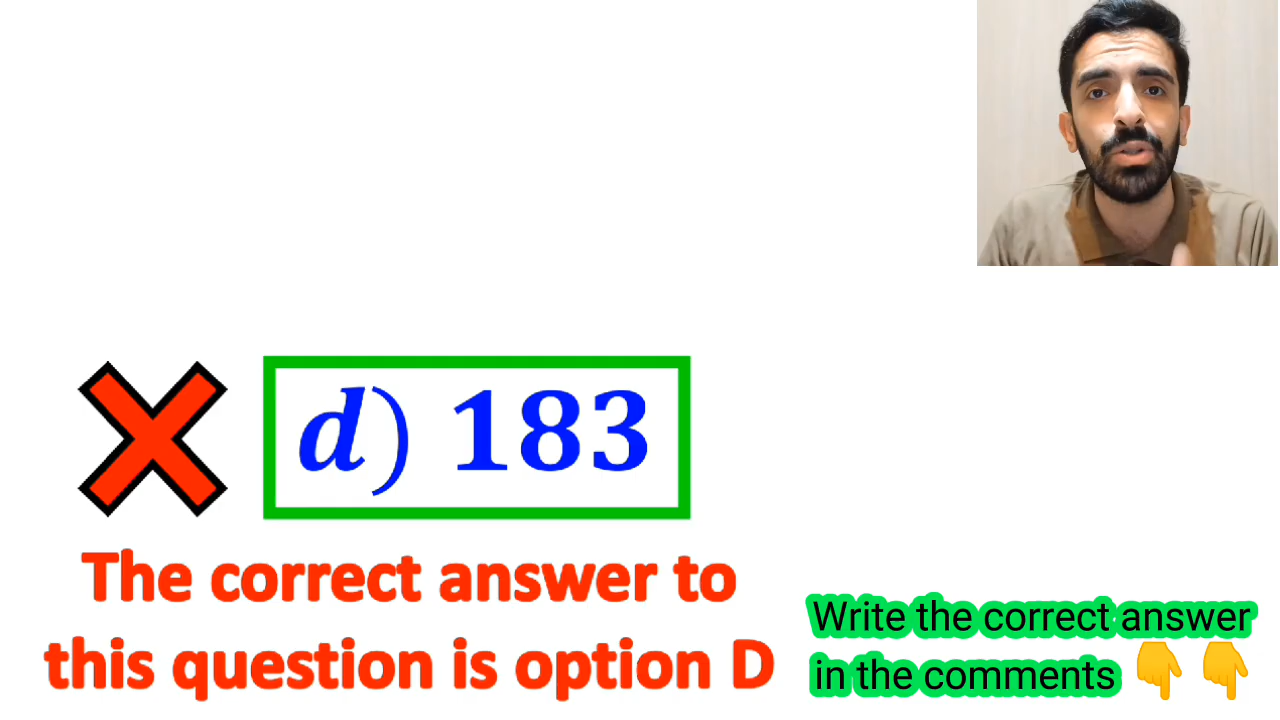 d) 183
The correct answer to
this question is option D
Write the correct answer
in the comments 👇👇